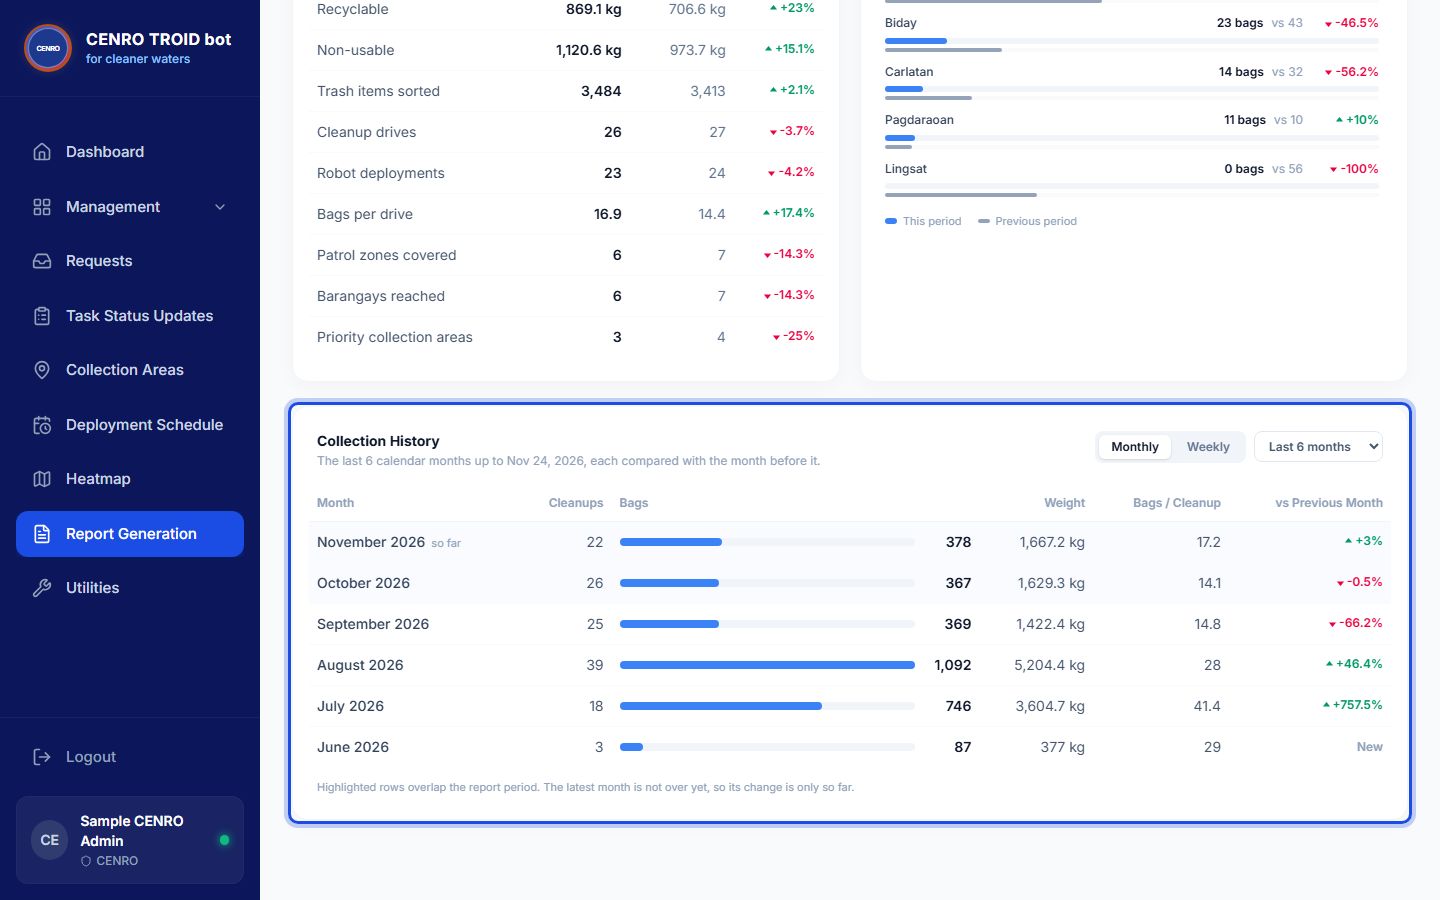 CENRO
CENRO TROID bot
for cleaner waters
Dashboard
Management
Requests
Task Status Updates
Collection Areas
Deployment Schedule
Heatmap
Report Generation
Utilities
Logout
CE
Sample CENRO Admin
CENRO
Recyclable 869.1 kg 706.6 kg +23%
Non-usable 1,120.6 kg 973.7 kg +15.1%
Trash items sorted 3,484 3,413 +2.1%
Cleanup drives 26 27 -3.7%
Robot deployments 23 24 -4.2%
Bags per drive 16.9 14.4 +17.4%
Patrol zones covered 6 7 -14.3%
Barangays reached 6 7 -14.3%
Priority collection areas 3 4 -25%
Biday 23 bags vs 43 -46.5%
Carlatan 14 bags vs 32 -56.2%
Pagdaraoan 11 bags vs 10 +10%
Lingsat 0 bags vs 56 -100%
This period Previous period
Collection History
The last 6 calendar months up to Nov 24, 2026, each compared with the month before it.
Monthly Weekly Last 6 months
Month Cleanups Bags Weight Bags / Cleanup vs Previous Month
November 2026 so far 22 378 1,667.2 kg 17.2 +3%
October 2026 26 367 1,629.3 kg 14.1 -0.5%
September 2026 25 369 1,422.4 kg 14.8 -66.2%
August 2026 39 1,092 5,204.4 kg 28 +46.4%
July 2026 18 746 3,604.7 kg 41.4 +757.5%
June 2026 3 87 377 kg 29 New
Highlighted rows overlap the report period. The latest month is not over yet, so its change is only so far.